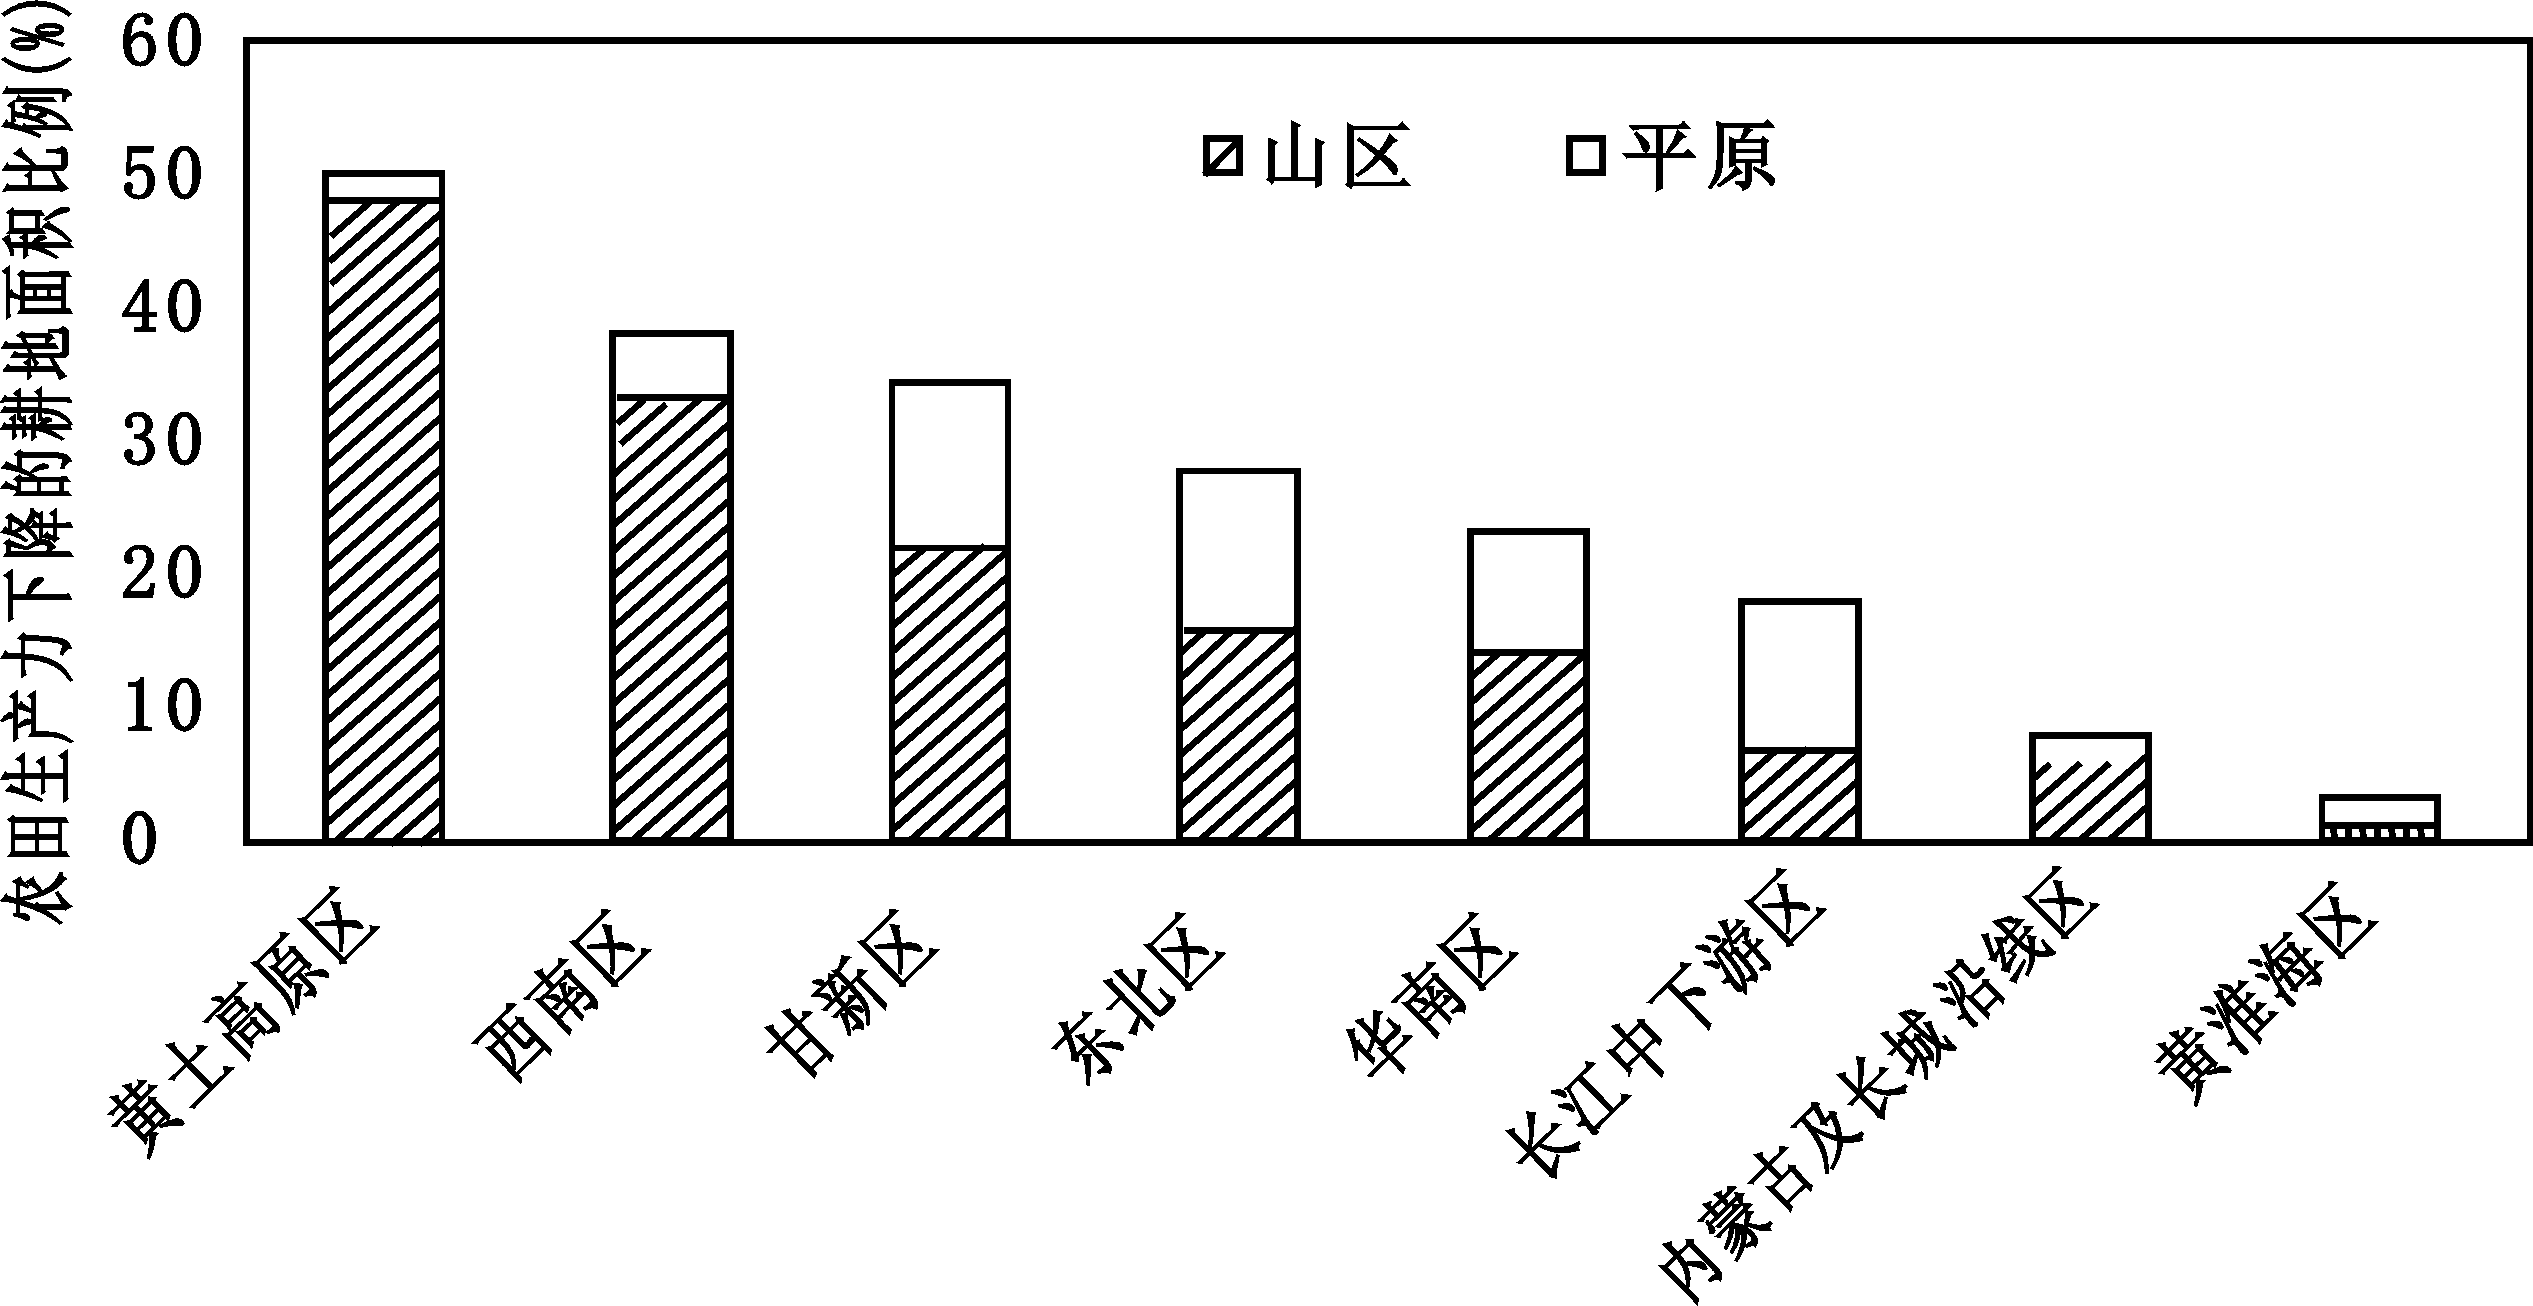 农田生产力下降的耕地面积比例(%)
60
50
40
30
20
10
0
山区 平原
黄土高原区
西南区
甘新区
东北区
华南区
长江中下游区
内蒙古及长城沿线区
黄淮海区